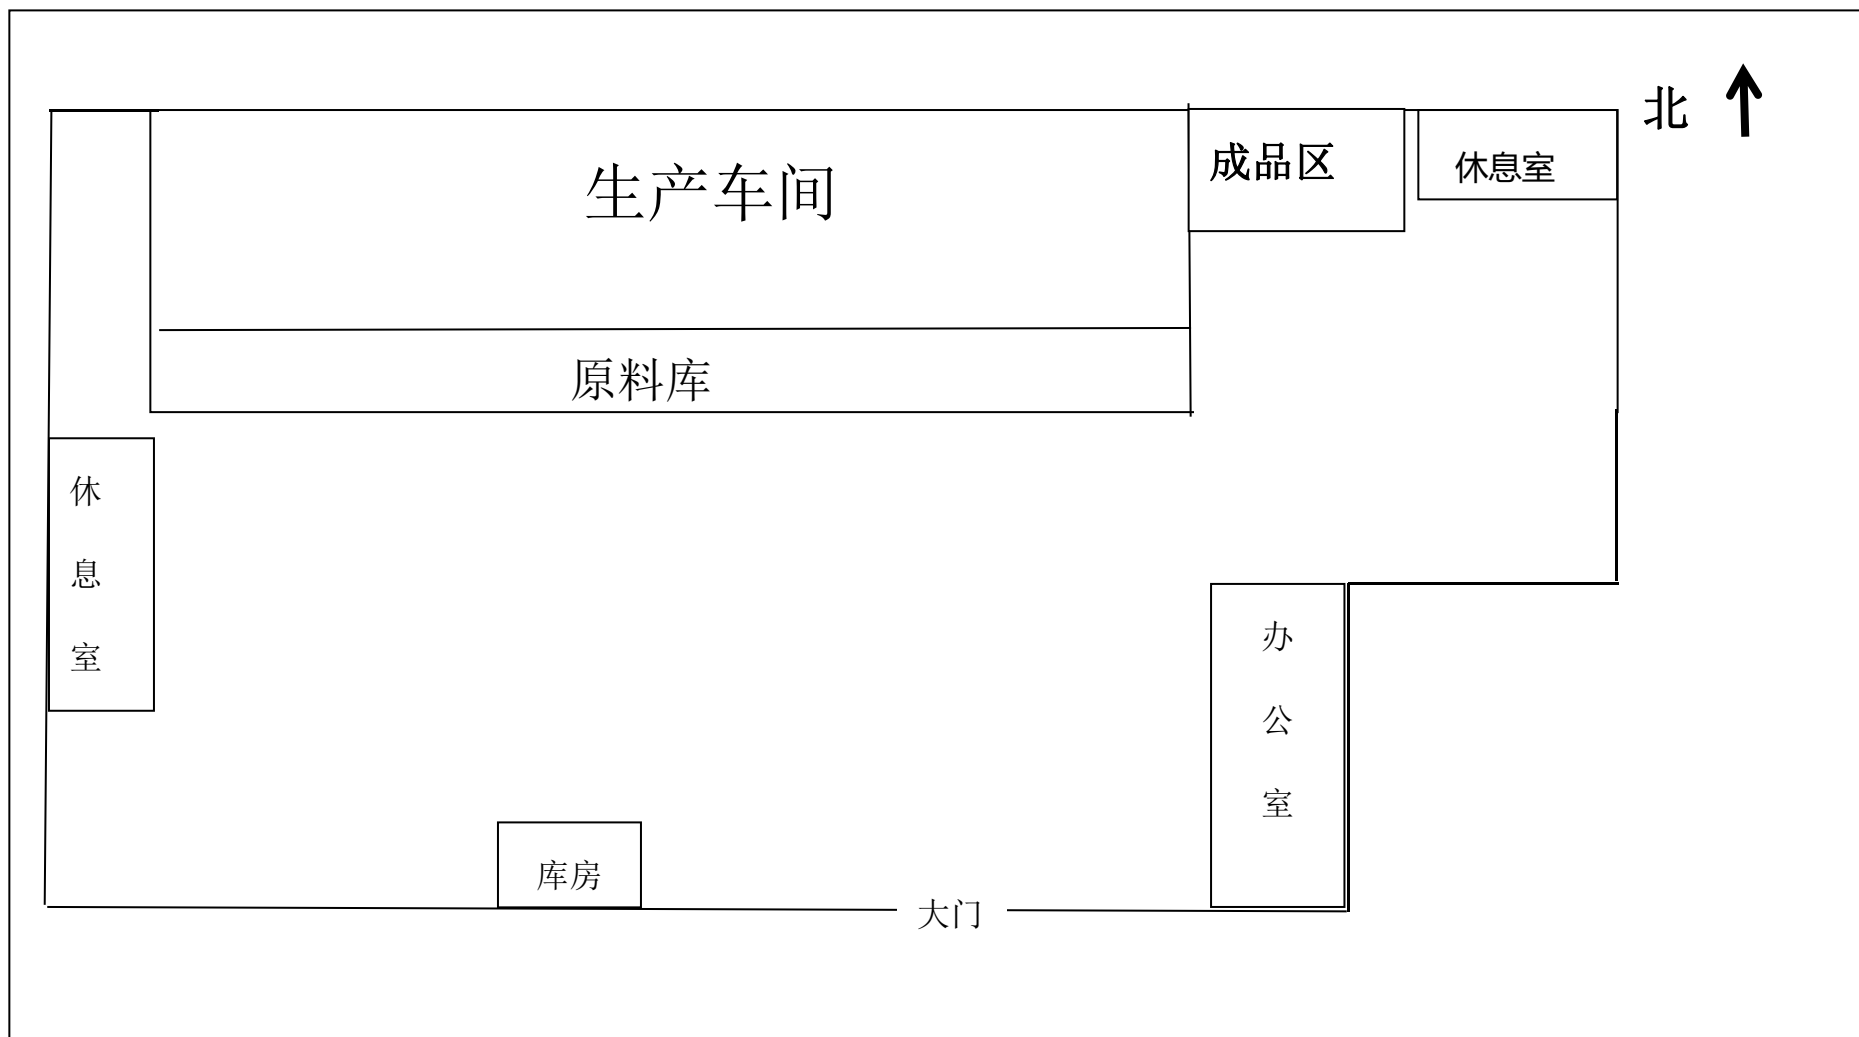 北
生产车间
成品区
休息室
原料库
休
息
室
办
公
室
库房
大门